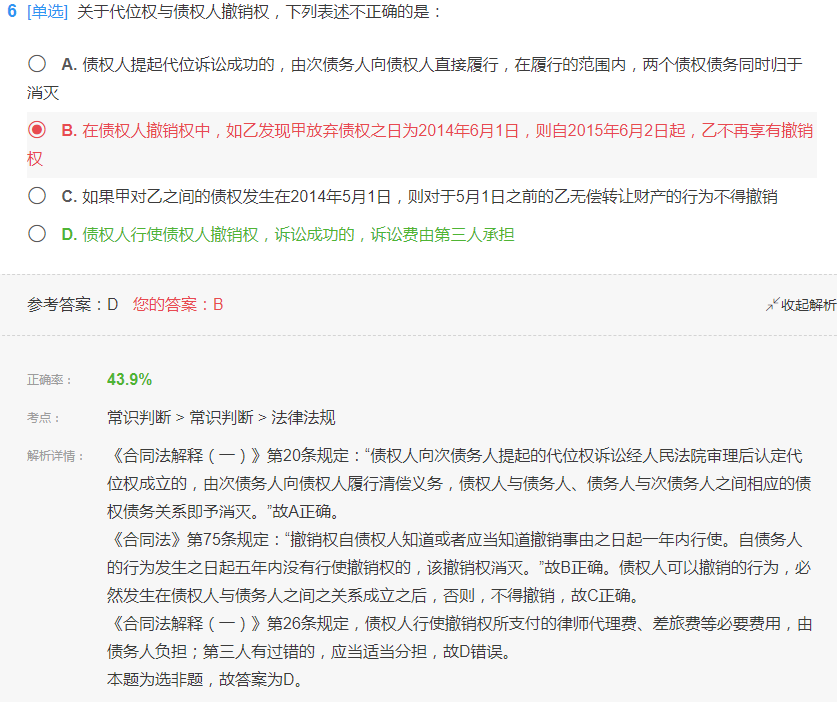 6 [单选] 关于代位权与债权人撤销权，下列表述不正确的是：
A. 债权人提起代位诉讼成功的，由次债务人向债权人直接履行，在履行的范围内，两个债权债务同时归于
消灭
B. 在债权人撤销权中，如乙发现甲放弃债权之日为2014年6月1日，则自2015年6月2日起，乙不再享有撤销
权
C. 如果甲对乙之间的债权发生在2014年5月1日，则对于5月1日之前的乙无偿转让财产的行为不得撤销
D. 债权人行使债权人撤销权，诉讼成功的，诉讼费由第三人承担
参考答案：D 您的答案：B 收起解析
正确率： 43.9%
考点： 常识判断 > 常识判断 > 法律法规
解析详情： 《合同法解释（一）》第20条规定：“债权人向次债务人提起的代位权诉讼经人民法院审理后认定代
位权成立的，由次债务人向债权人履行清偿义务，债权人与债务人、债务人与次债务人之间相应的债
权债务关系即予消灭。”故A正确。
《合同法》第75条规定：“撤销权自债权人知道或者应当知道撤销事由之日起一年内行使。自债务人
的行为发生之日起五年内没有行使撤销权的，该撤销权消灭。”故B正确。债权人可以撤销的行为，必
然发生在债权人与债务人之间之关系成立之后，否则，不得撤销，故C正确。
《合同法解释（一）》第26条规定，债权人行使撤销权所支付的律师代理费、差旅费等必要费用，由
债务人负担；第三人有过错的，应当适当分担，故D错误。
本题为选非题，故答案为D。